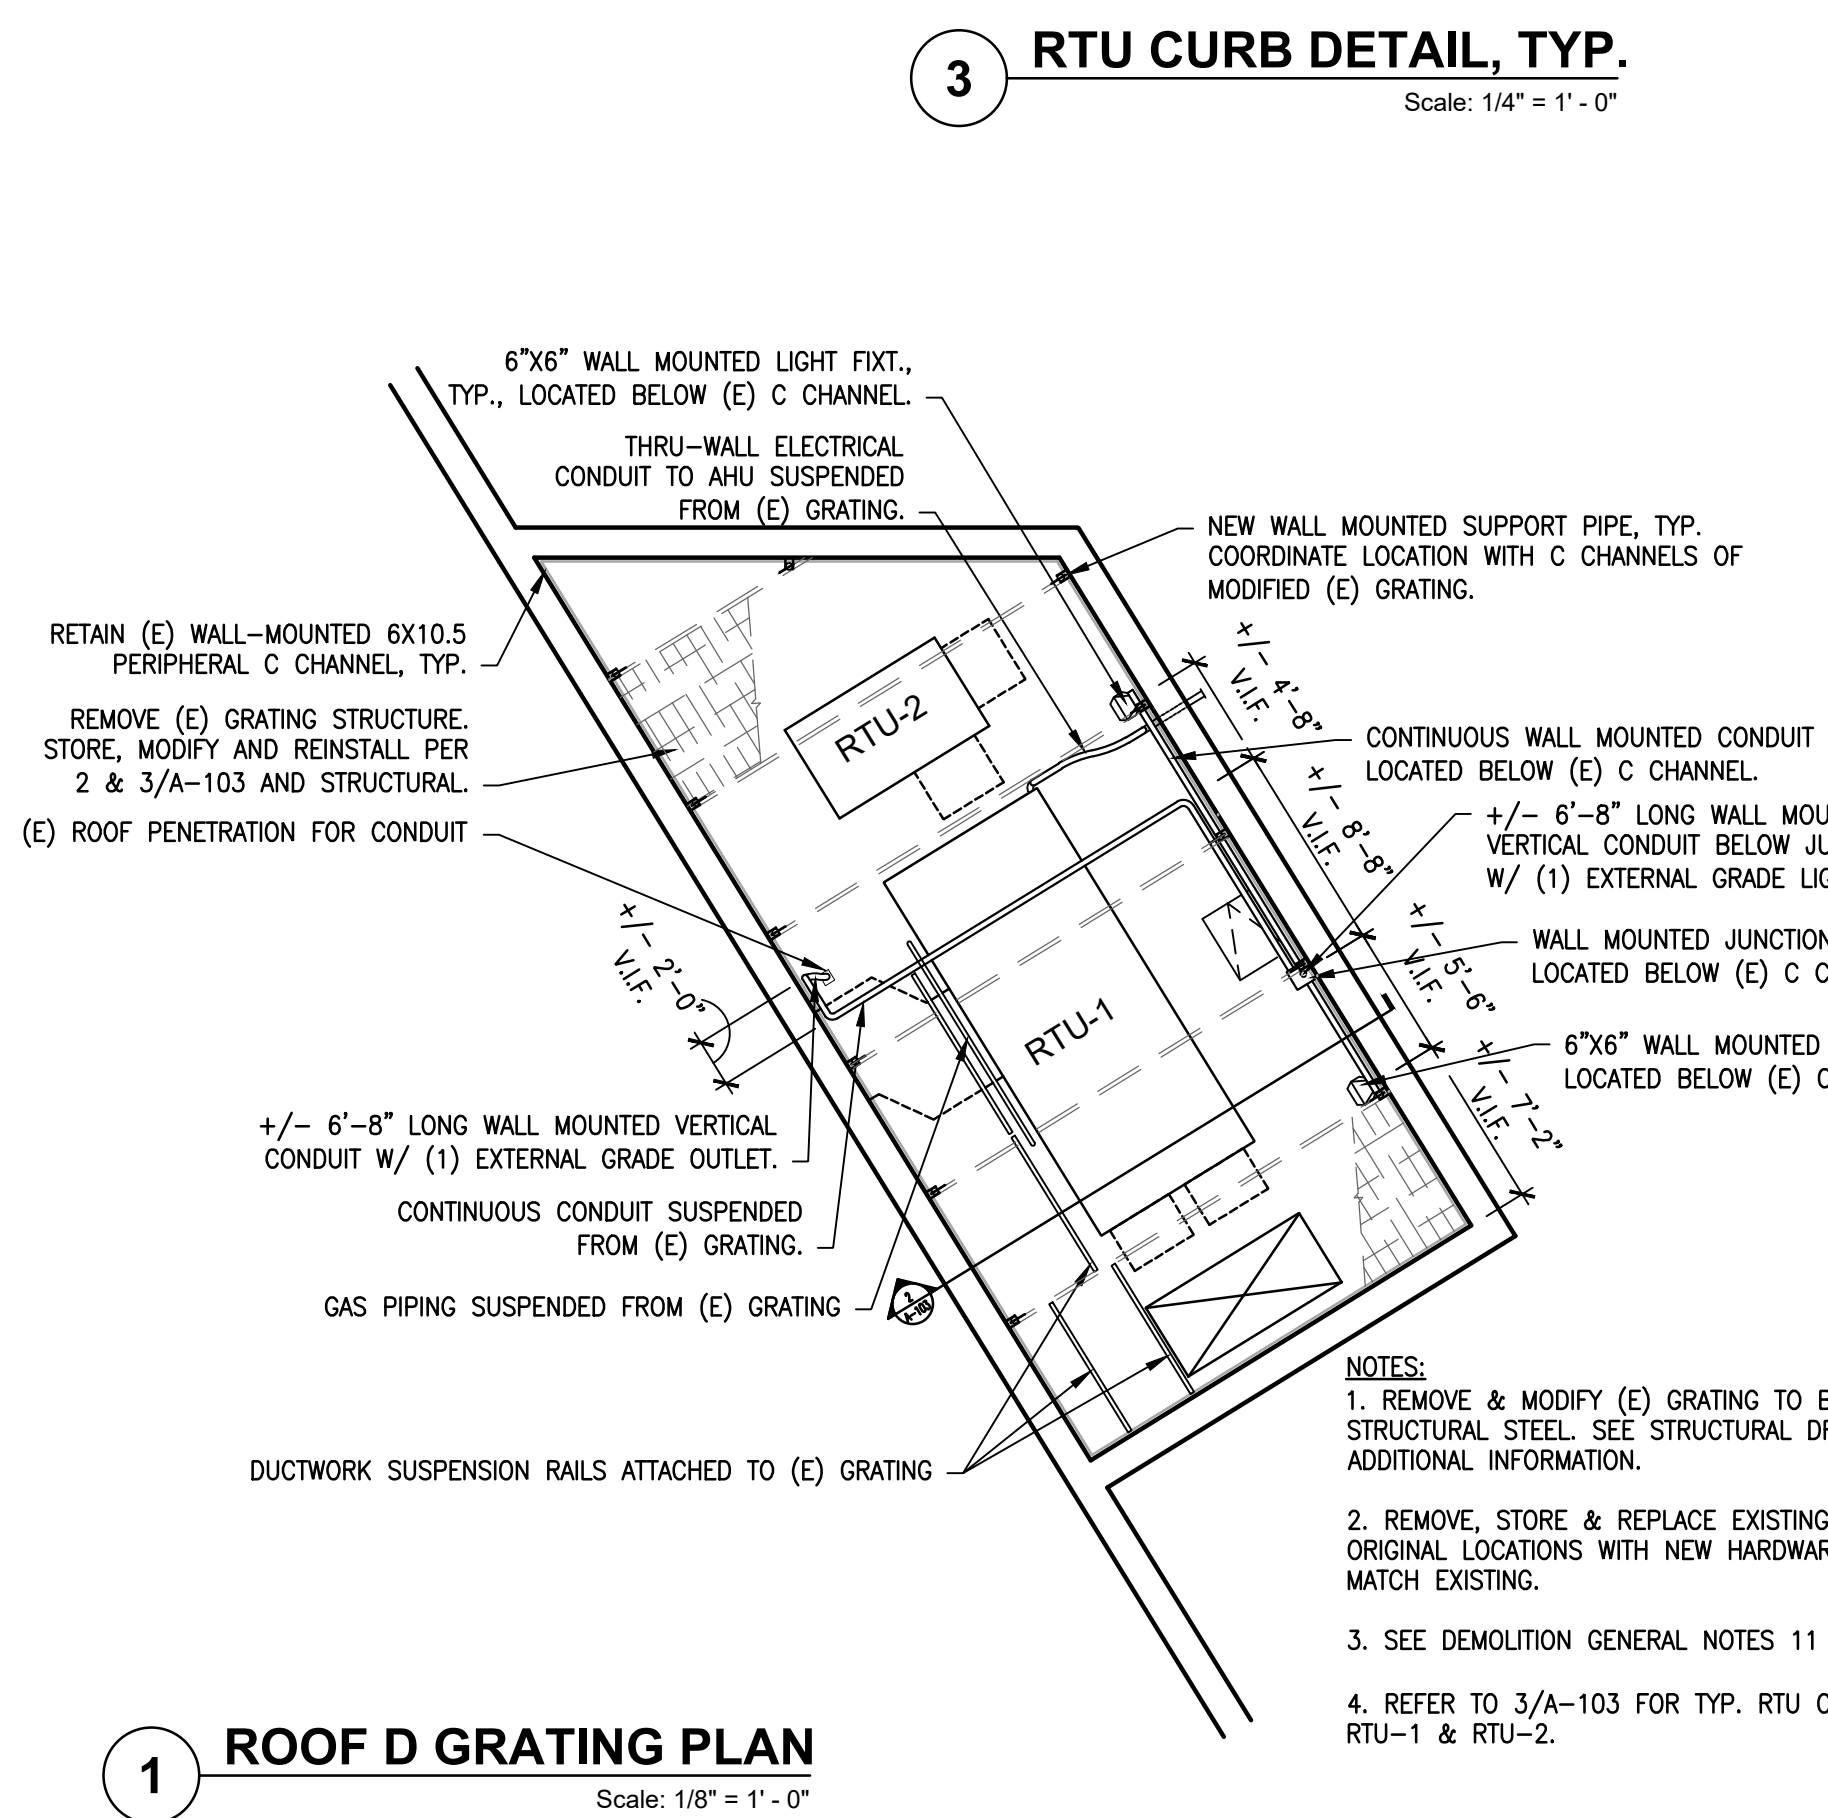 3
RTU CURB DETAIL, TYP.
Scale: 1/4" = 1' - 0"
6"X6" WALL MOUNTED LIGHT FIXT.,
TYP., LOCATED BELOW (E) C CHANNEL.
THRU-WALL ELECTRICAL
CONDUIT TO AHU SUSPENDED
FROM (E) GRATING.
NEW WALL MOUNTED SUPPORT PIPE, TYP.
COORDINATE LOCATION WITH C CHANNELS OF
MODIFIED (E) GRATING.
RETAIN (E) WALL-MOUNTED 6X10.5
PERIPHERAL C CHANNEL, TYP.
REMOVE (E) GRATING STRUCTURE.
STORE, MODIFY AND REINSTALL PER
2 & 3/A-103 AND STRUCTURAL.
(E) ROOF PENETRATION FOR CONDUIT
RTU-2
+/- 4'-8"
V.I.F.
CONTINUOUS WALL MOUNTED CONDUIT
LOCATED BELOW (E) C CHANNEL.
+/- 8'-8"
V.I.F.
+/- 6'-8" LONG WALL MOU
VERTICAL CONDUIT BELOW JU
W/ (1) EXTERNAL GRADE LIG
+/- 2'-0"
V.I.F.
+/- 5'-6"
V.I.F.
WALL MOUNTED JUNCTION
LOCATED BELOW (E) C C
RTU-1
6"X6" WALL MOUNTED
LOCATED BELOW (E) C
+/- 7'-2"
V.I.F.
+/- 6'-8" LONG WALL MOUNTED VERTICAL
CONDUIT W/ (1) EXTERNAL GRADE OUTLET.
CONTINUOUS CONDUIT SUSPENDED
FROM (E) GRATING.
GAS PIPING SUSPENDED FROM (E) GRATING
2
A-103
DUCTWORK SUSPENSION RAILS ATTACHED TO (E) GRATING
NOTES:
1. REMOVE & MODIFY (E) GRATING TO
STRUCTURAL STEEL. SEE STRUCTURAL
ADDITIONAL INFORMATION.
2. REMOVE, STORE & REPLACE EXISTING
ORIGINAL LOCATIONS WITH NEW HARDWAR
MATCH EXISTING.
3. SEE DEMOLITION GENERAL NOTES 11
4. REFER TO 3/A-103 FOR TYP. RTU C
RTU-1 & RTU-2.
1
ROOF D GRATING PLAN
Scale: 1/8" = 1' - 0"